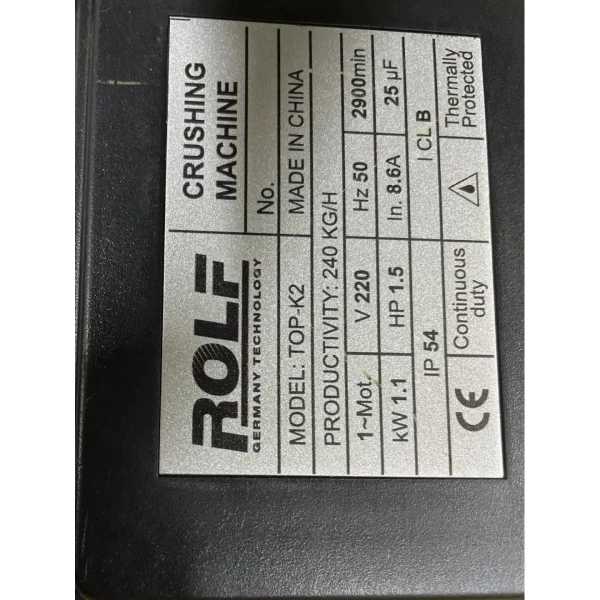 ROLF
GERMANY TECHNOLOGY
CRUSHING
MACHINE
No.
MODEL: TOP-K2 MADE IN CHINA
PRODUCTIVITY: 240 KG/H
1~Mot. V 220 Hz 50 2900min
kW 1.1 HP 1.5 In. 8.6A 25 µF
IP 54 I CL B
CE Continuous
duty
Thermally
Protected